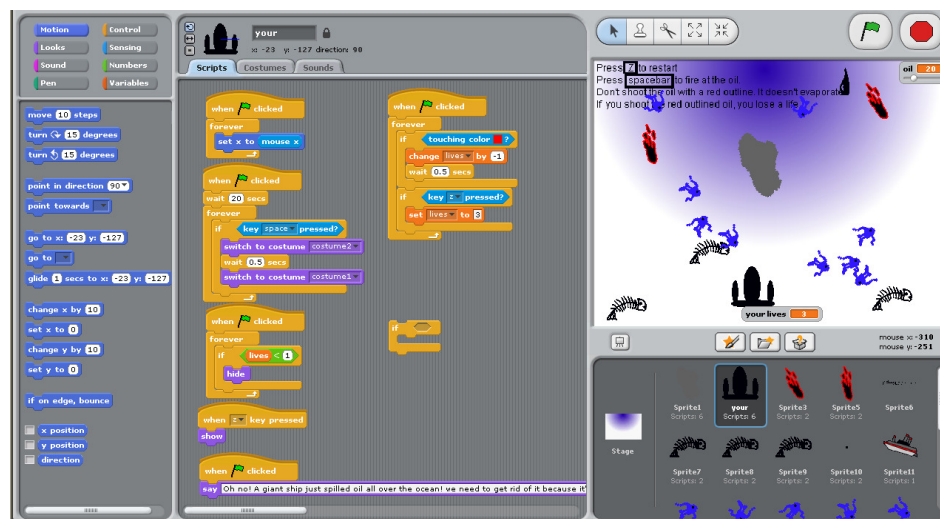 Motion Control
Looks Sensing
Sound Numbers
Pen Variables
move 10 steps
turn 15 degrees
turn 15 degrees
point in direction 90
point towards
go to x: -23 y: -127
go to
glide 1 secs to x: -23 y: -127
change x by 10
set x to 0
change y by 10
set y to 0
if on edge, bounce
x position
y position
direction
your
x: -23 y: -127 direction: 90
Scripts Costumes Sounds
when clicked
forever
set x to mouse x
when clicked
wait 20 secs
forever
if key space pressed?
switch to costume costume2
wait 0.5 secs
switch to costume costume1
when clicked
forever
if lives < 1
hide
when z key pressed
show
when clicked
say Oh no! A giant ship just spilled oil all over the ocean! we need to get rid of it because it'
when clicked
forever
if touching color ?
change lives by -1
wait 0.5 secs
if key z pressed?
set lives to 3
if
Press Z to restart
Press spacebar to fire at the oil.
Don't shoot the oil with a red outline. It doesn't evaporate
If you shoot the red outlined oil, you lose a life
oil 20
your lives 3
mouse x: -310
mouse y: -251
Stage
Sprite1 your Sprite3 Sprite5 Sprite6
Scripts: 6 Scripts: 6 Scripts: 2 Scripts: 2
Sprite7 Sprite8 Sprite9 Sprite10 Sprite11
Scripts: 2 Scripts: 2 Scripts: 2 Scripts: 2 Scripts: 1